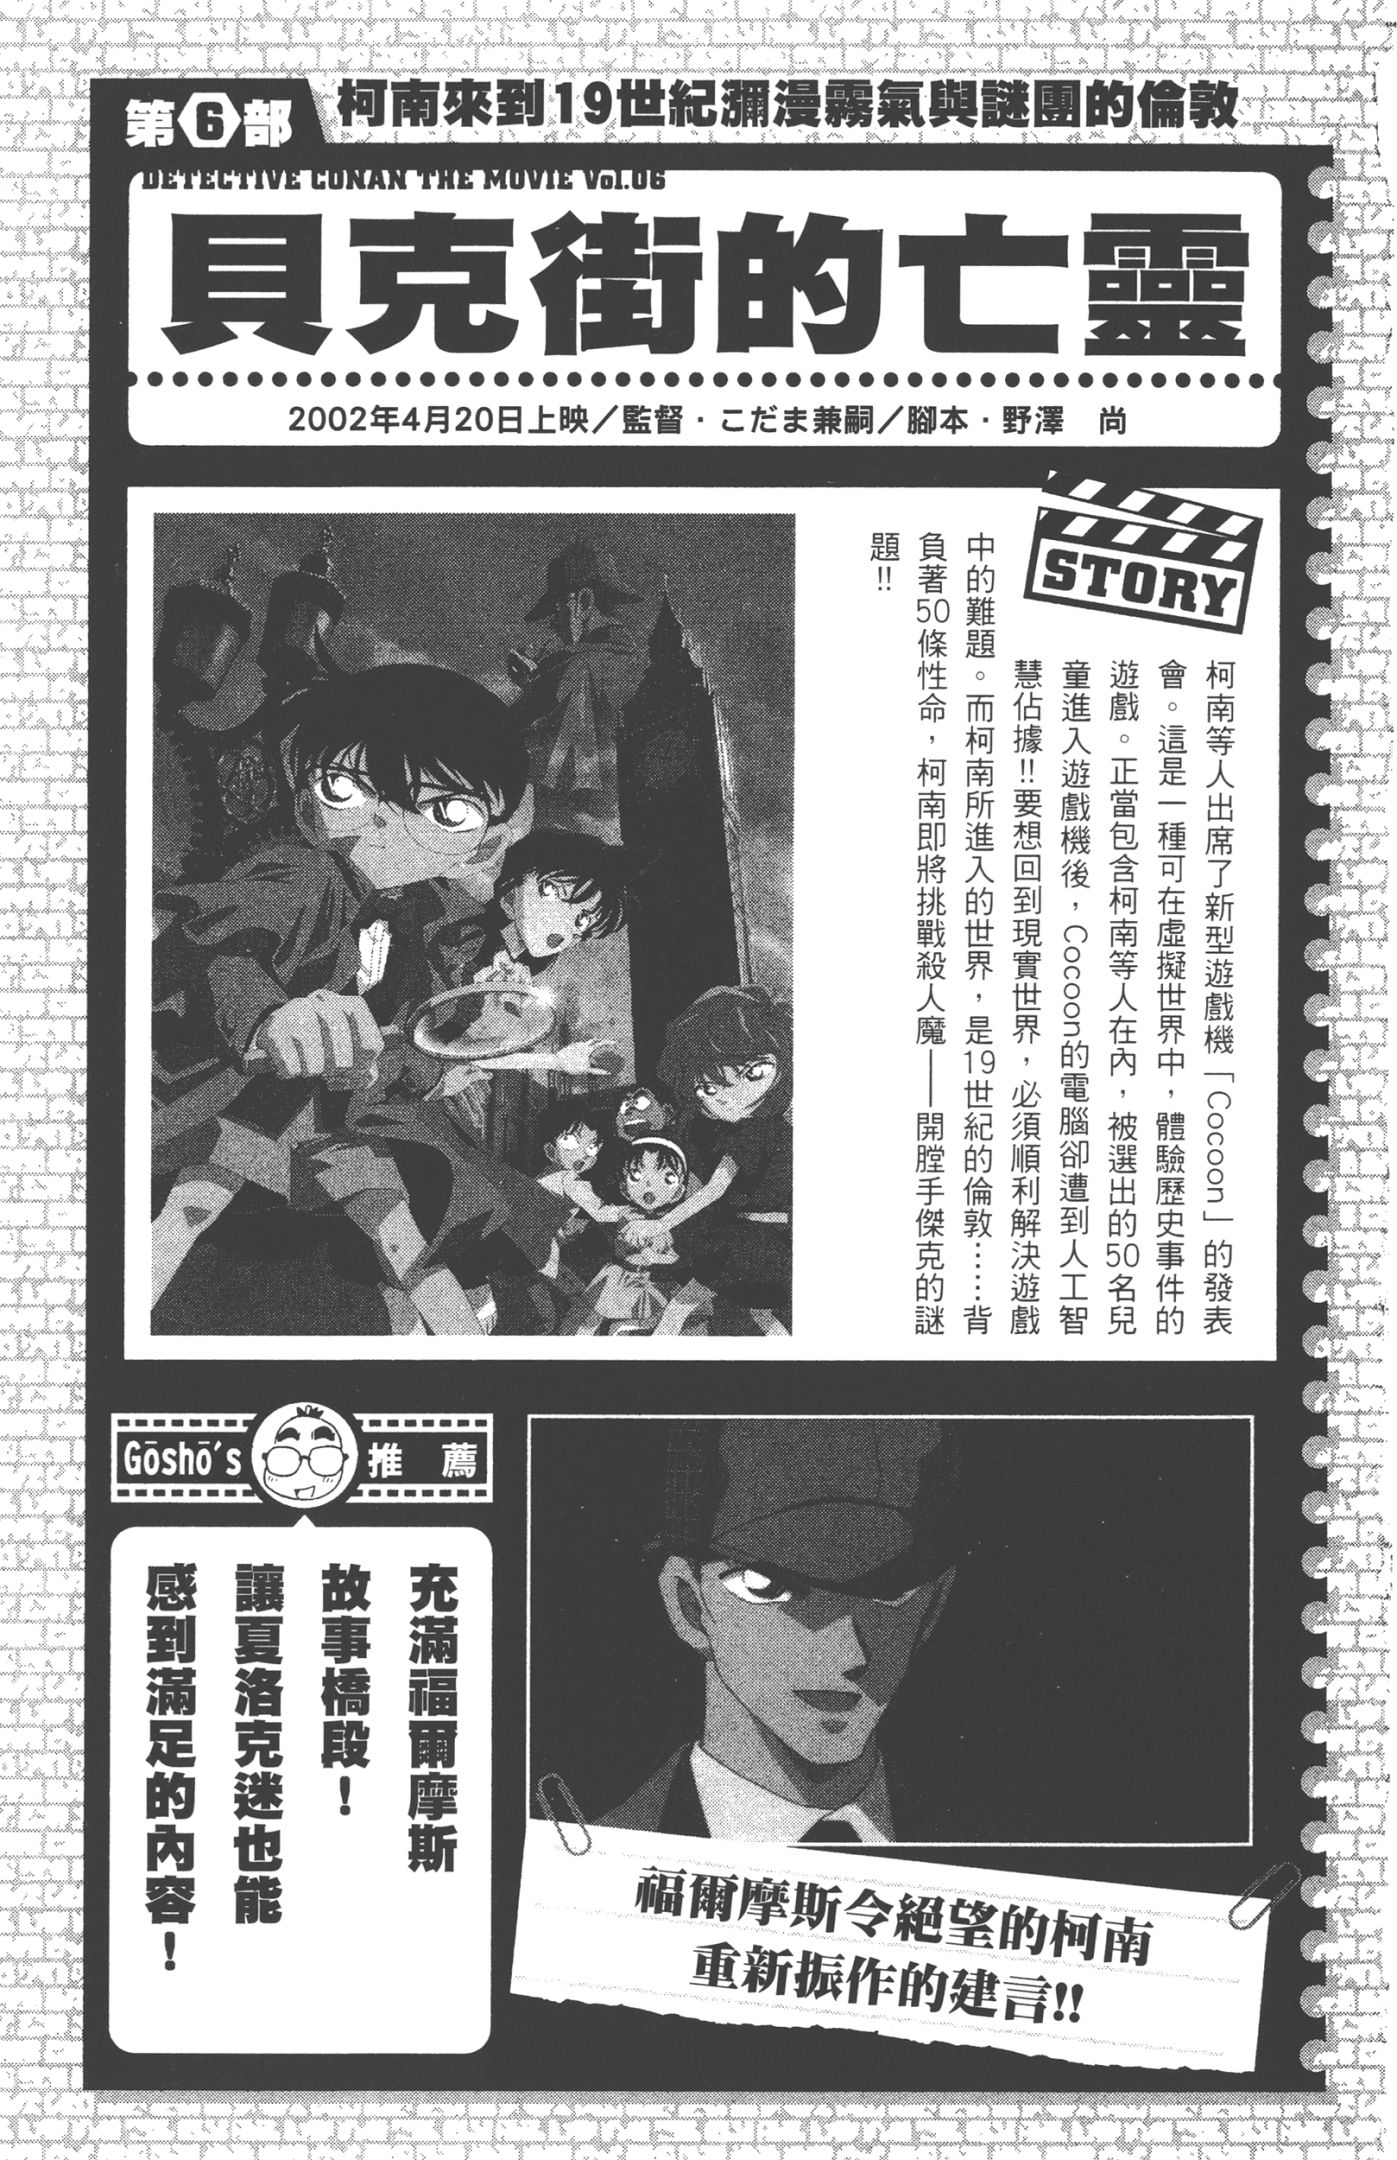 第6部
柯南來到19世紀瀰漫霧氣與謎團的倫敦
DETECTIVE CONAN THE MOVIE Vol.06
貝克街的亡靈
2002年4月20日上映／監督・こだま兼嗣／腳本・野澤　尚
STORY
柯南等人出席了新型遊戲機「Cocoon」的發表
會。這是一種可在虛擬世界中，體驗歷史事件的
遊戲。正當包含柯南等人在內，被選出的50名兒
童進入遊戲機後，Cocoon的電腦卻遭到人工智
慧佔據!!要想回到現實世界，必須順利解決遊戲
中的難題。而柯南所進入的世界，是19世紀的倫敦……背
負著50條性命，柯南即將挑戰殺人魔——開膛手傑克的謎
題!!
Gōshō's 推薦
充滿福爾摩斯
故事橋段！
讓夏洛克迷也能
感到滿足的內容！
福爾摩斯令絕望的柯南
重新振作的建言!!